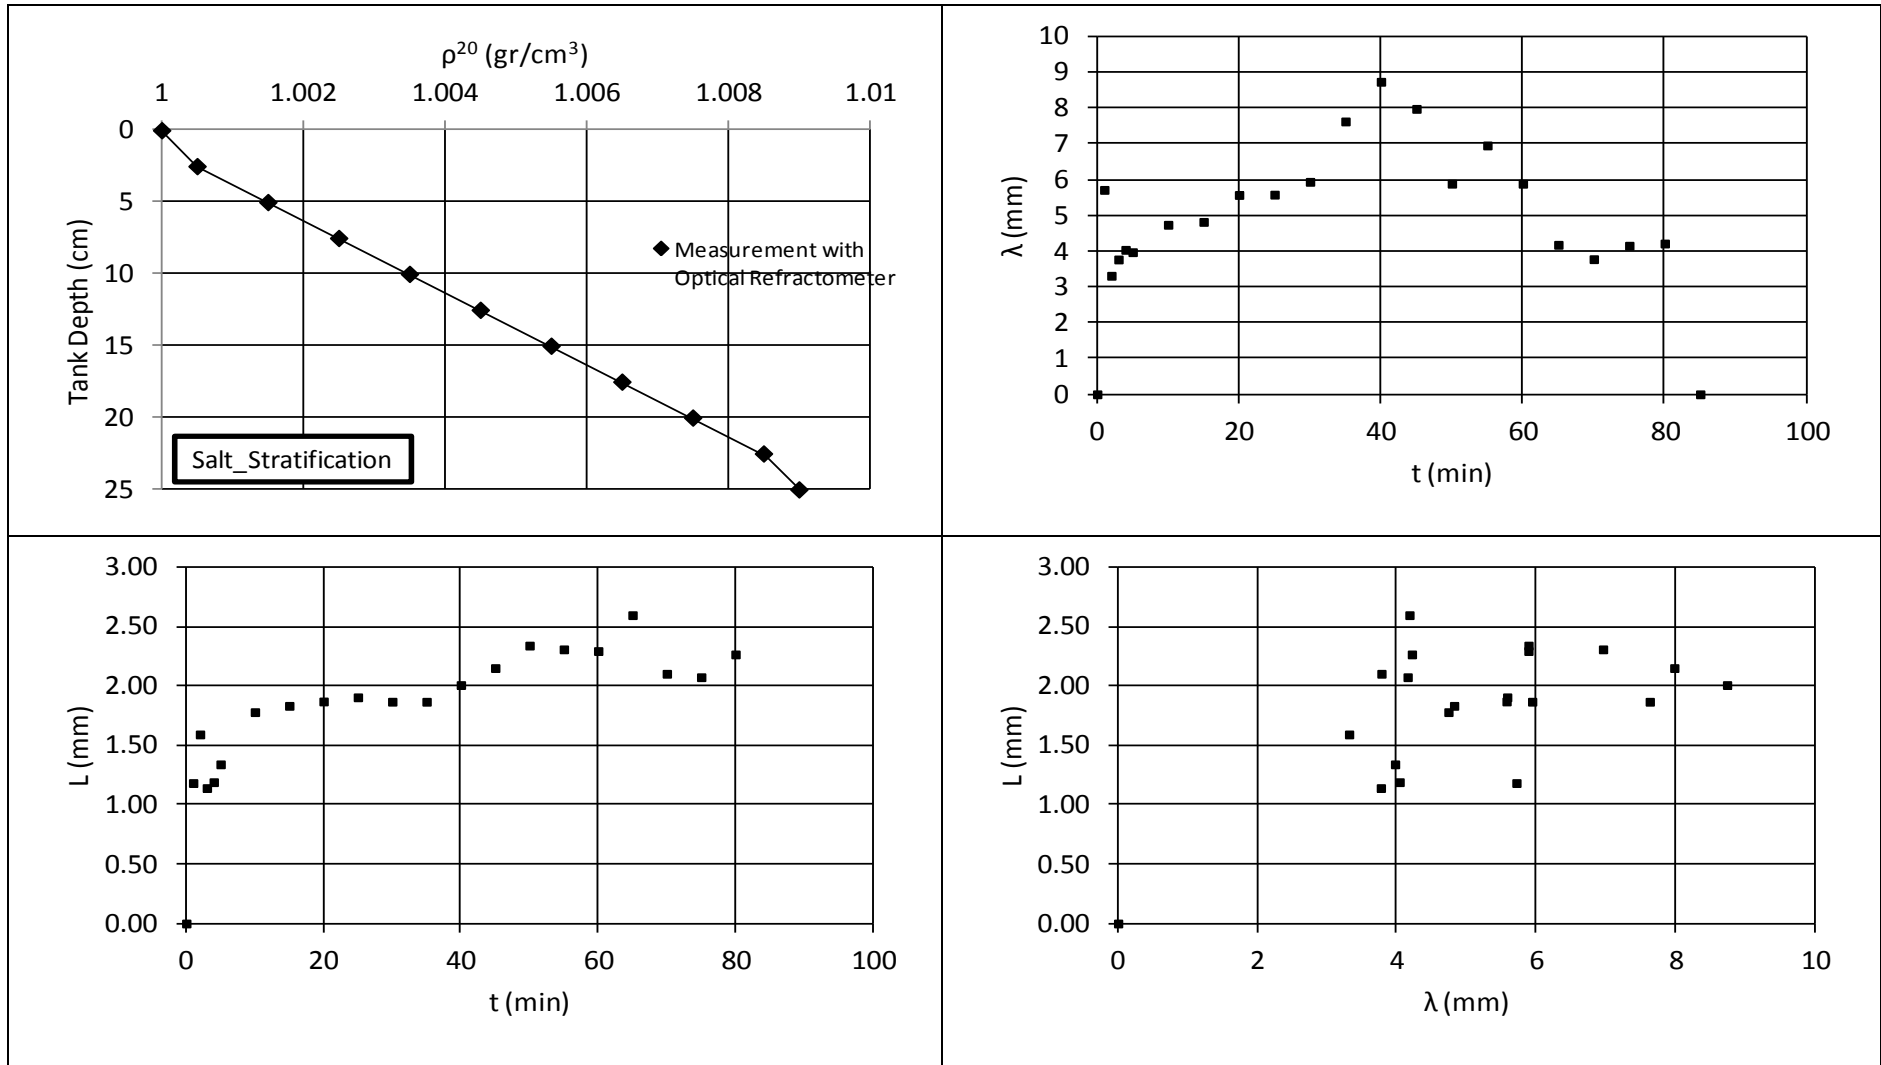 ρ20 (gr/cm3)
1 1.002 1.004 1.006 1.008 1.01
0
5
10
15
20
25
Tank Depth (cm)
Measurement with
Optical Refractometer
Salt_Stratification
10
9
8
7
6
5
4
3
2
1
0
λ (mm)
0 20 40 60 80 100
t (min)
3.00
2.50
2.00
1.50
1.00
0.50
0.00
L (mm)
0 20 40 60 80 100
t (min)
3.00
2.50
2.00
1.50
1.00
0.50
0.00
L (mm)
0 2 4 6 8 10
λ (mm)